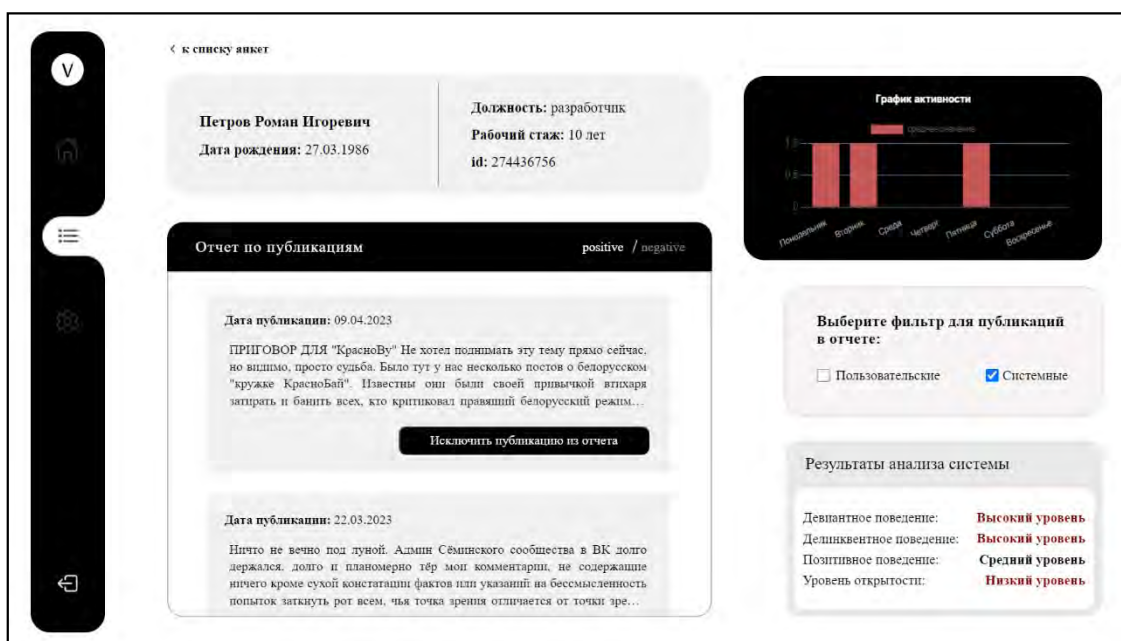 V
к списку анкет
Петров Роман Игоревич
Дата рождения: 27.03.1986
Должность: разработчик
Рабочий стаж: 10 лет
id: 274436756
График активности
1.0
0.5
0
Понедельник Вторник Среда Четверг Пятница Суббота Воскресенье
Отчет по публикациям
positive / negative
Дата публикации: 09.04.2023
ПРИГОВОР ДЛЯ "КрасноВу" Не хотел поднимать эту тему прямо сейчас,
но видимо, просто судьба. Было тут у нас несколько постов о белорусском
"кружке КрасноБай". Известны они были своей привычкой втихаря
затирать и банить всех, кто критиковал правящий белорусский режим…
Исключить публикацию из отчета
Дата публикации: 22.03.2023
Ничто не вечно под луной. Админ Сёминского сообщества в ВК долго
держался, долго и планомерно тёр мои комментарии, не содержащие
ничего кроме сухой констатации фактов или указаний на бессмысленность
попыток заткнуть рот всем, чья точка зрения отличается от точки зре…
Выберите фильтр для публикаций
в отчете:
Пользовательские Системные
Результаты анализа системы
Девиантное поведение: Высокий уровень
Делинквентное поведение: Высокий уровень
Позитивное поведение: Средний уровень
Уровень открытости: Низкий уровень